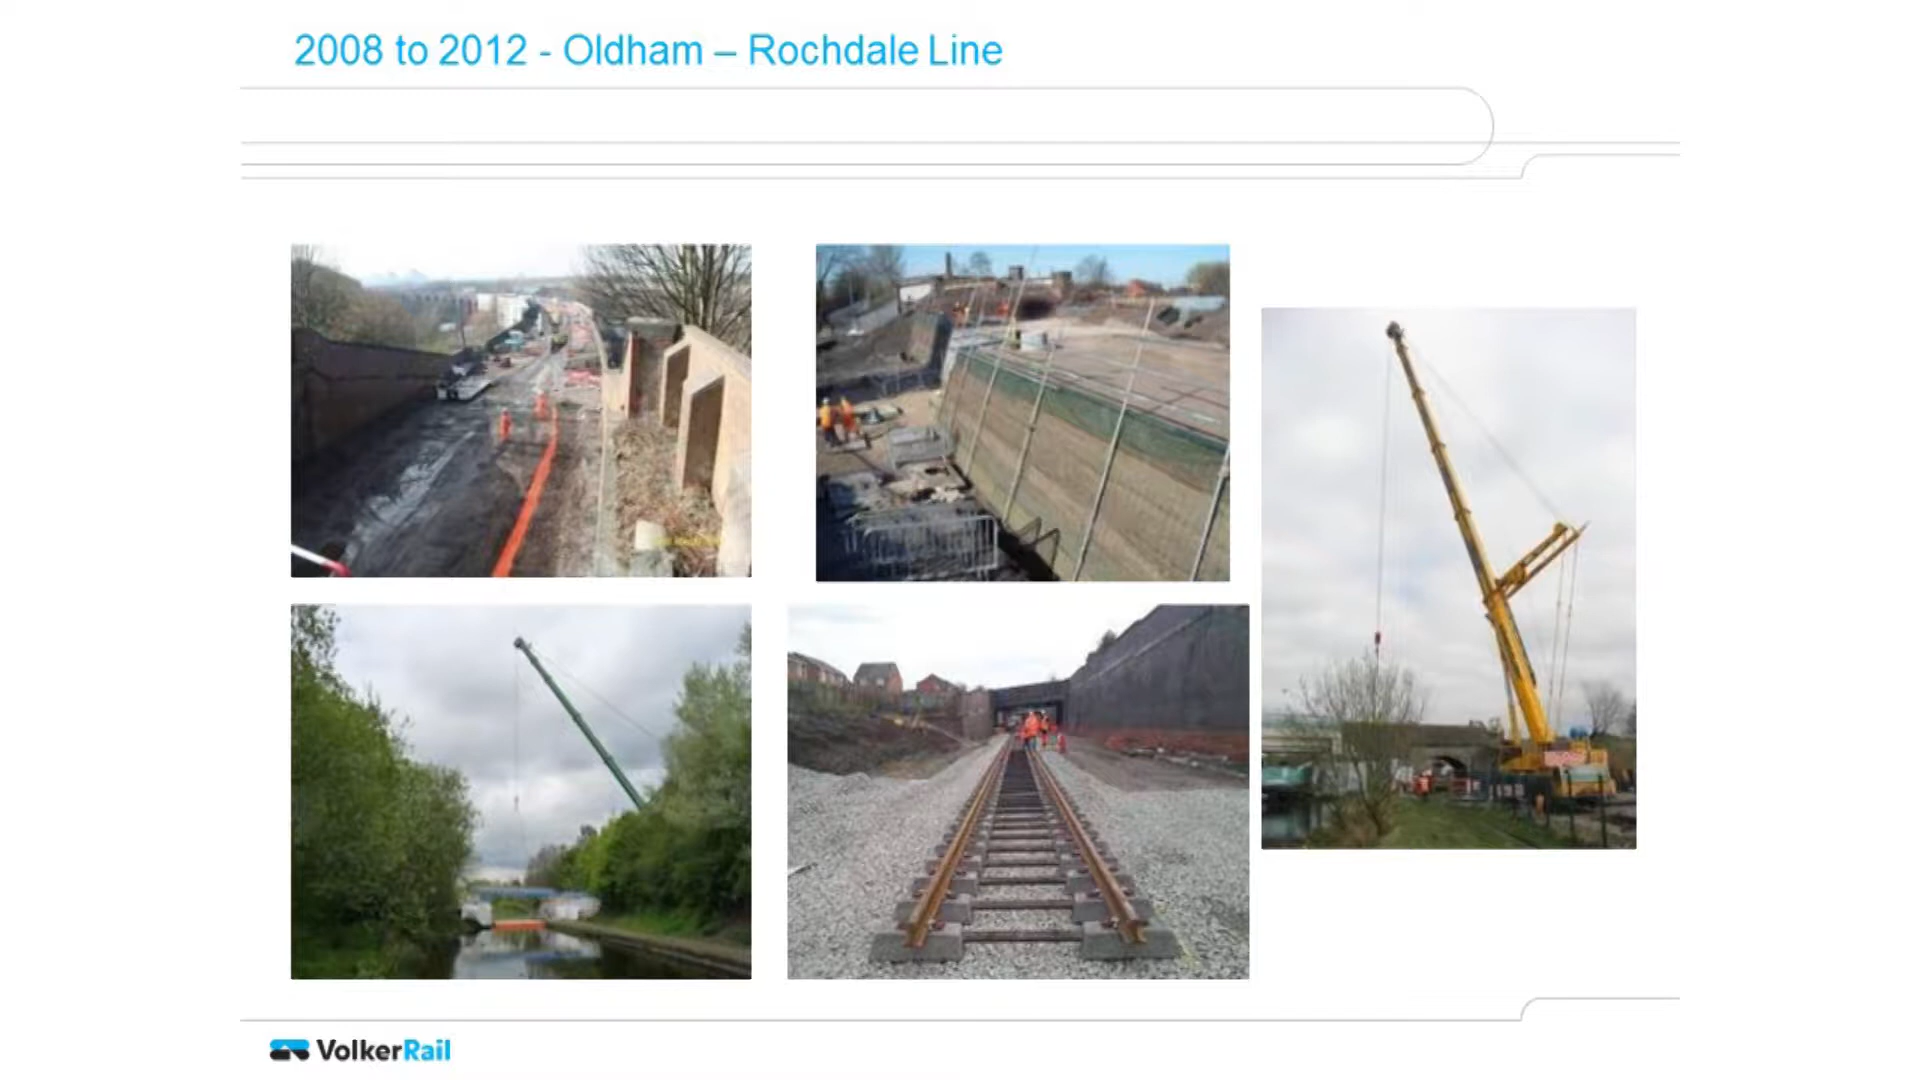 2008 to 2012 - Oldham – Rochdale Line
VolkerRail